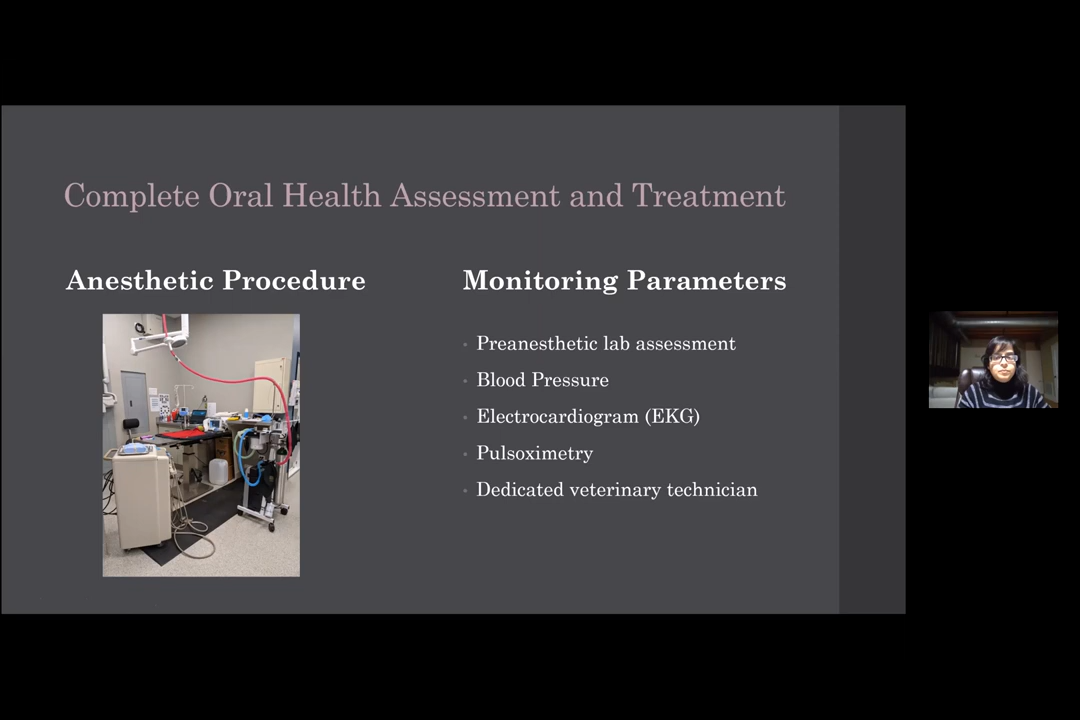 Complete Oral Health Assessment and Treatment
Anesthetic Procedure
Monitoring Parameters
Preanesthetic lab assessment
Blood Pressure
Electrocardiogram (EKG)
Pulsoximetry
Dedicated veterinary technician